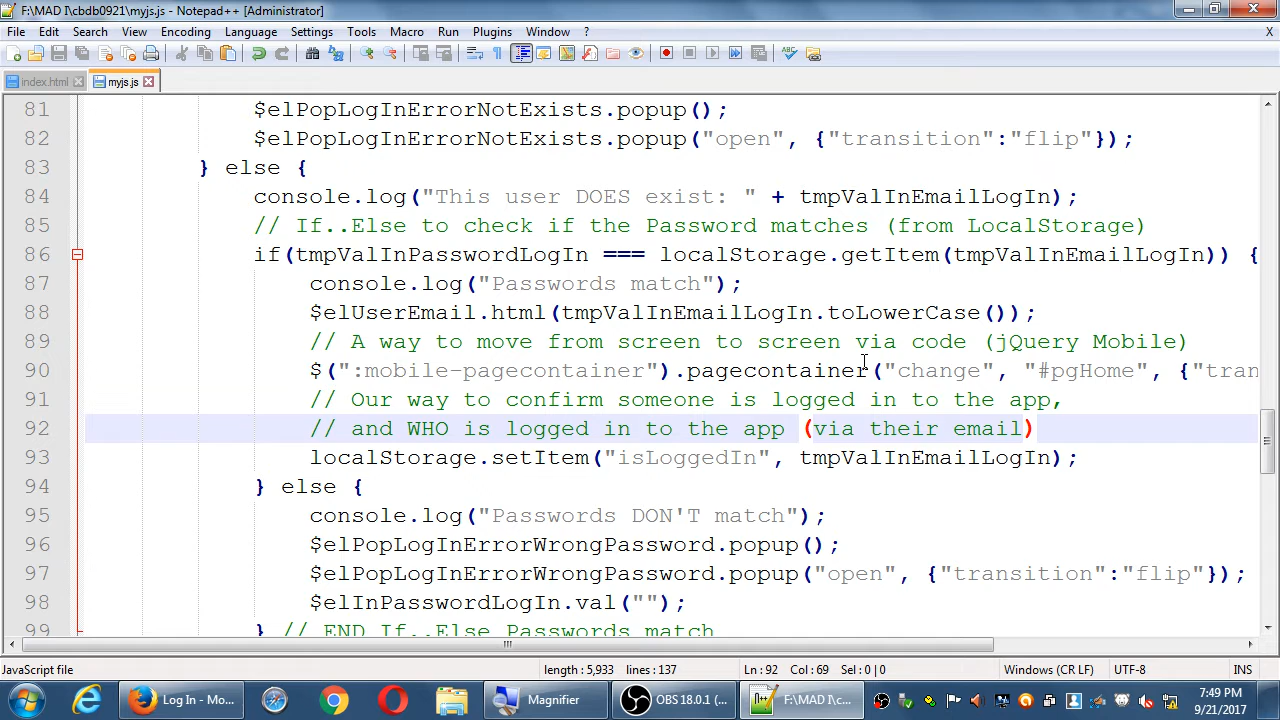 F:\MAD I\cbdb0921\myjs.js - Notepad++ [Administrator]
File Edit Search View Encoding Language Settings Tools Macro Run Plugins Window ? X
index.html myjs.js
81 $elPopLogInErrorNotExists.popup();
82 $elPopLogInErrorNotExists.popup("open", {"transition":"flip"});
83 } else {
84 console.log("This user DOES exist: " + tmpValInEmailLogIn);
85 // If..Else to check if the Password matches (from LocalStorage)
86 if(tmpValInPasswordLogIn === localStorage.getItem(tmpValInEmailLogIn)) {
87 console.log("Passwords match");
88 $elUserEmail.html(tmpValInEmailLogIn.toLowerCase());
89 // A way to move from screen to screen via code (jQuery Mobile)
90 $(":mobile-pagecontainer").pagecontainer("change", "#pgHome", {"tran
91 // Our way to confirm someone is logged in to the app,
92 // and WHO is logged in to the app (via their email)
93 localStorage.setItem("isLoggedIn", tmpValInEmailLogIn);
94 } else {
95 console.log("Passwords DON'T match");
96 $elPopLogInErrorWrongPassword.popup();
97 $elPopLogInErrorWrongPassword.popup("open", {"transition":"flip"});
98 $elInPasswordLogIn.val("");
99 } // END If..Else Passwords match
JavaScript file length : 5,933 lines : 137 Ln : 92 Col : 69 Sel : 0 | 0 Windows (CR LF) UTF-8 INS
Log In - Mo... Magnifier OBS 18.0.1 (... F:\MAD I\c... 7:49 PM
9/21/2017